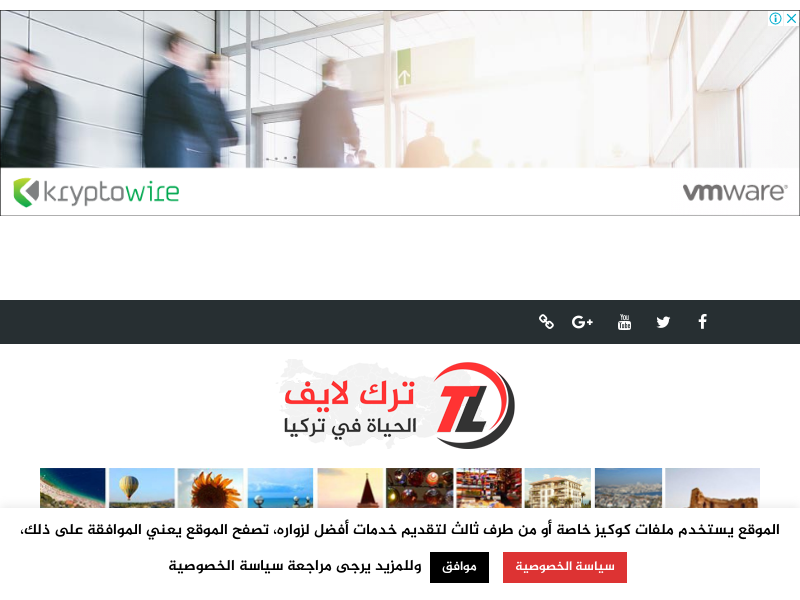 kryptowire
vmware®
You
Tube
ترك لايف
الحياة في تركيا
TL
الموقع يستخدم ملفات كوكيز خاصة أو من طرف ثالث لتقديم خدمات أفضل لزواره، تصفح الموقع يعني الموافقة على ذلك،
وللمزيد يرجى مراجعة سياسة الخصوصية
موافق
سياسة الخصوصية